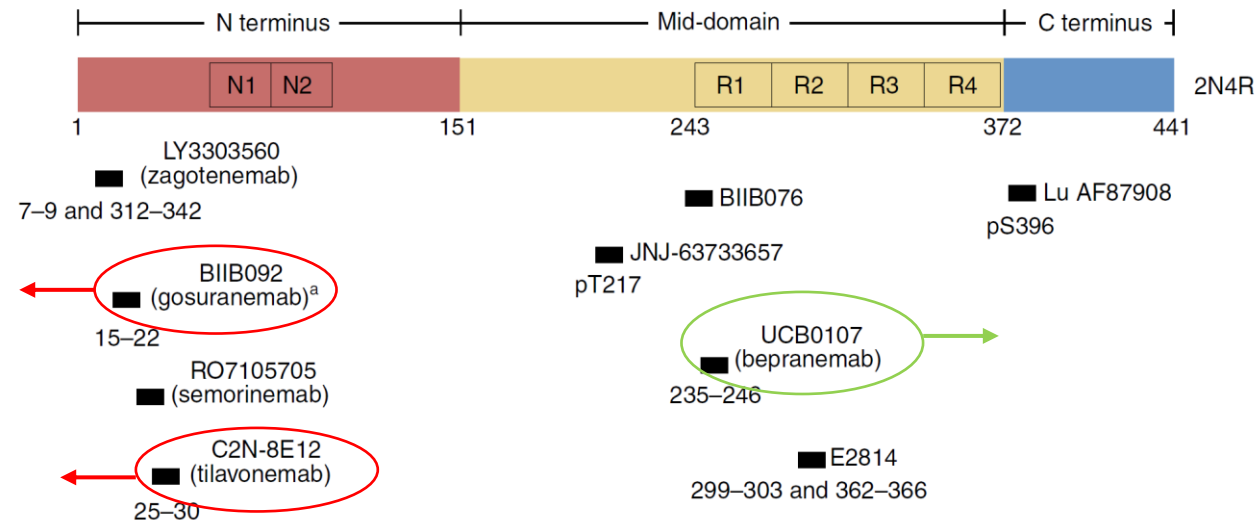 N terminus
Mid-domain
C terminus
N1
N2
R1
R2
R3
R4
2N4R
1
151
243
372
441
LY3303560
(zagotenemab)
7–9 and 312–342
BIIB092
(gosuranemab)ᵃ
15–22
RO7105705
(semorinemab)
C2N-8E12
(tilavonemab)
25–30
BIIB076
JNJ-63733657
pT217
UCB0107
(bepranemab)
235–246
E2814
299–303 and 362–366
Lu AF87908
pS396